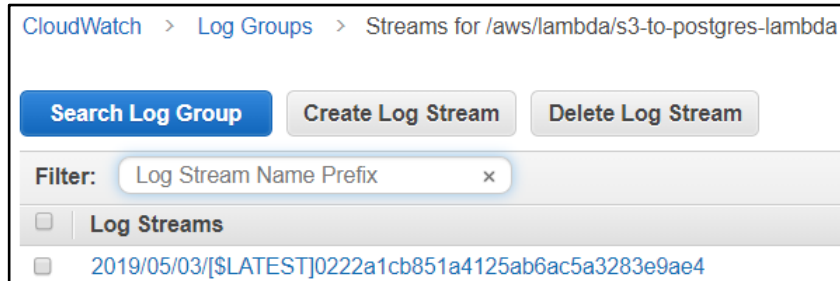 CloudWatch > Log Groups > Streams for /aws/lambda/s3-to-postgres-lambda
Search Log Group Create Log Stream Delete Log Stream
Filter: Log Stream Name Prefix ×
Log Streams
2019/05/03/[$LATEST]0222a1cb851a4125ab6ac5a3283e9ae4